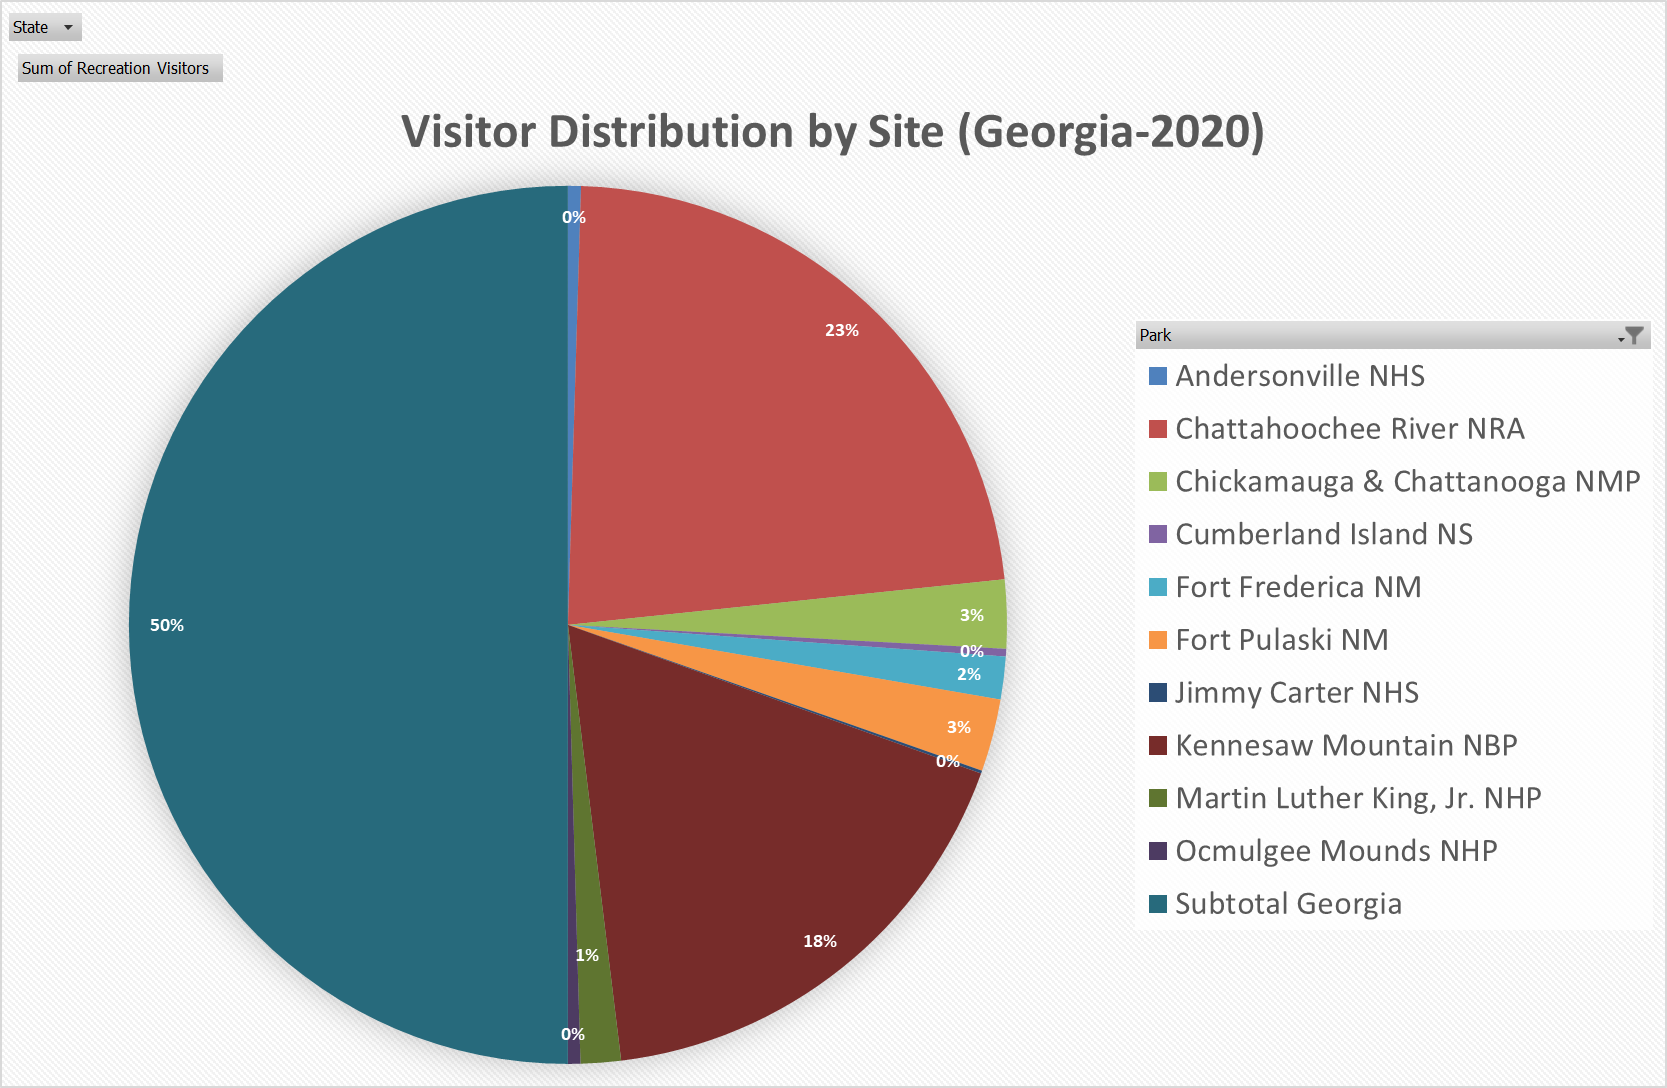 State
Sum of Recreation Visitors
Visitor Distribution by Site (Georgia-2020)
0%
23%
3%
0%
2%
3%
0%
18%
1%
0%
50%
Park
Andersonville NHS
Chattahoochee River NRA
Chickamauga & Chattanooga NMP
Cumberland Island NS
Fort Frederica NM
Fort Pulaski NM
Jimmy Carter NHS
Kennesaw Mountain NBP
Martin Luther King, Jr. NHP
Ocmulgee Mounds NHP
Subtotal Georgia